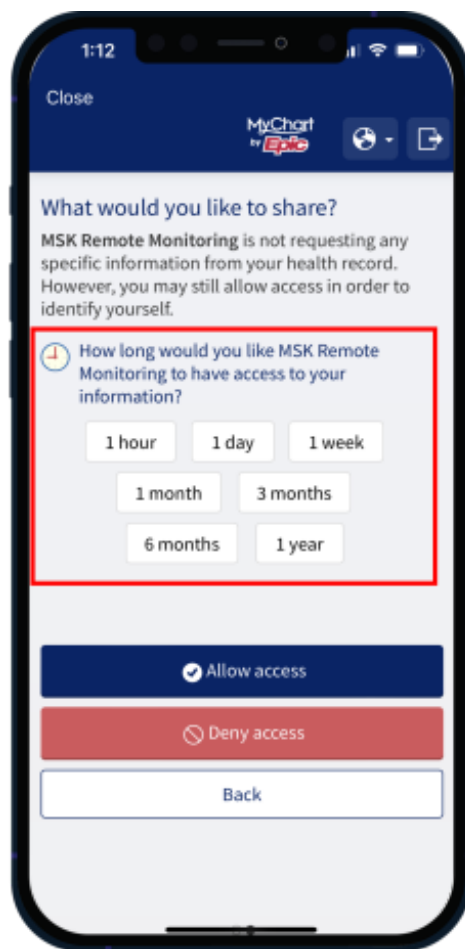 1:12
Close
MyChart
by Epic
What would you like to share?
MSK Remote Monitoring is not requesting any
specific information from your health record.
However, you may still allow access in order to
identify yourself.
How long would you like MSK Remote
Monitoring to have access to your
information?
1 hour 1 day 1 week
1 month 3 months
6 months 1 year
Allow access
Deny access
Back